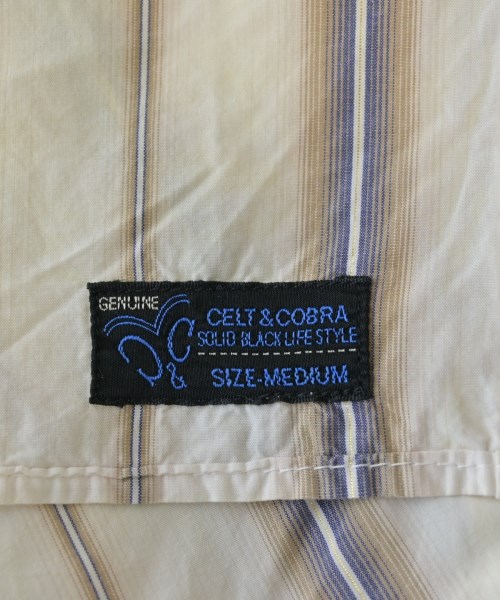 GENUINE
CELT & COBRA
SOLID BLACK LIFE STYLE
C & C
SIZE-MEDIUM